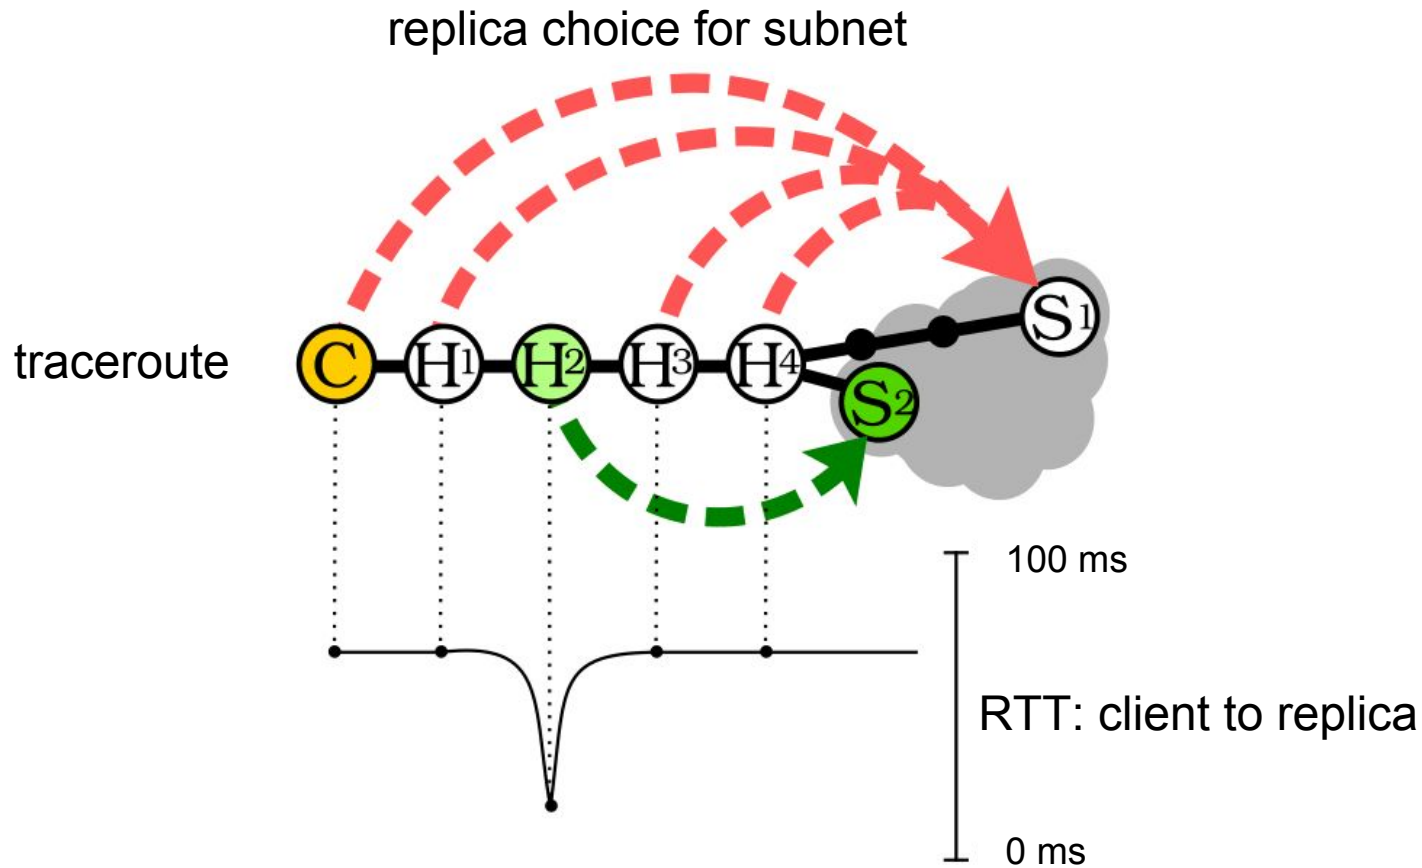 replica choice for subnet
traceroute
C H1 H2 H3 H4 S1
S2
100 ms
RTT: client to replica
0 ms